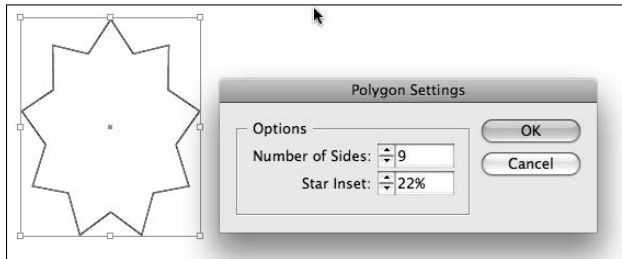 Polygon Settings
Options
Number of Sides: 9
Star Inset: 22%
OK
Cancel